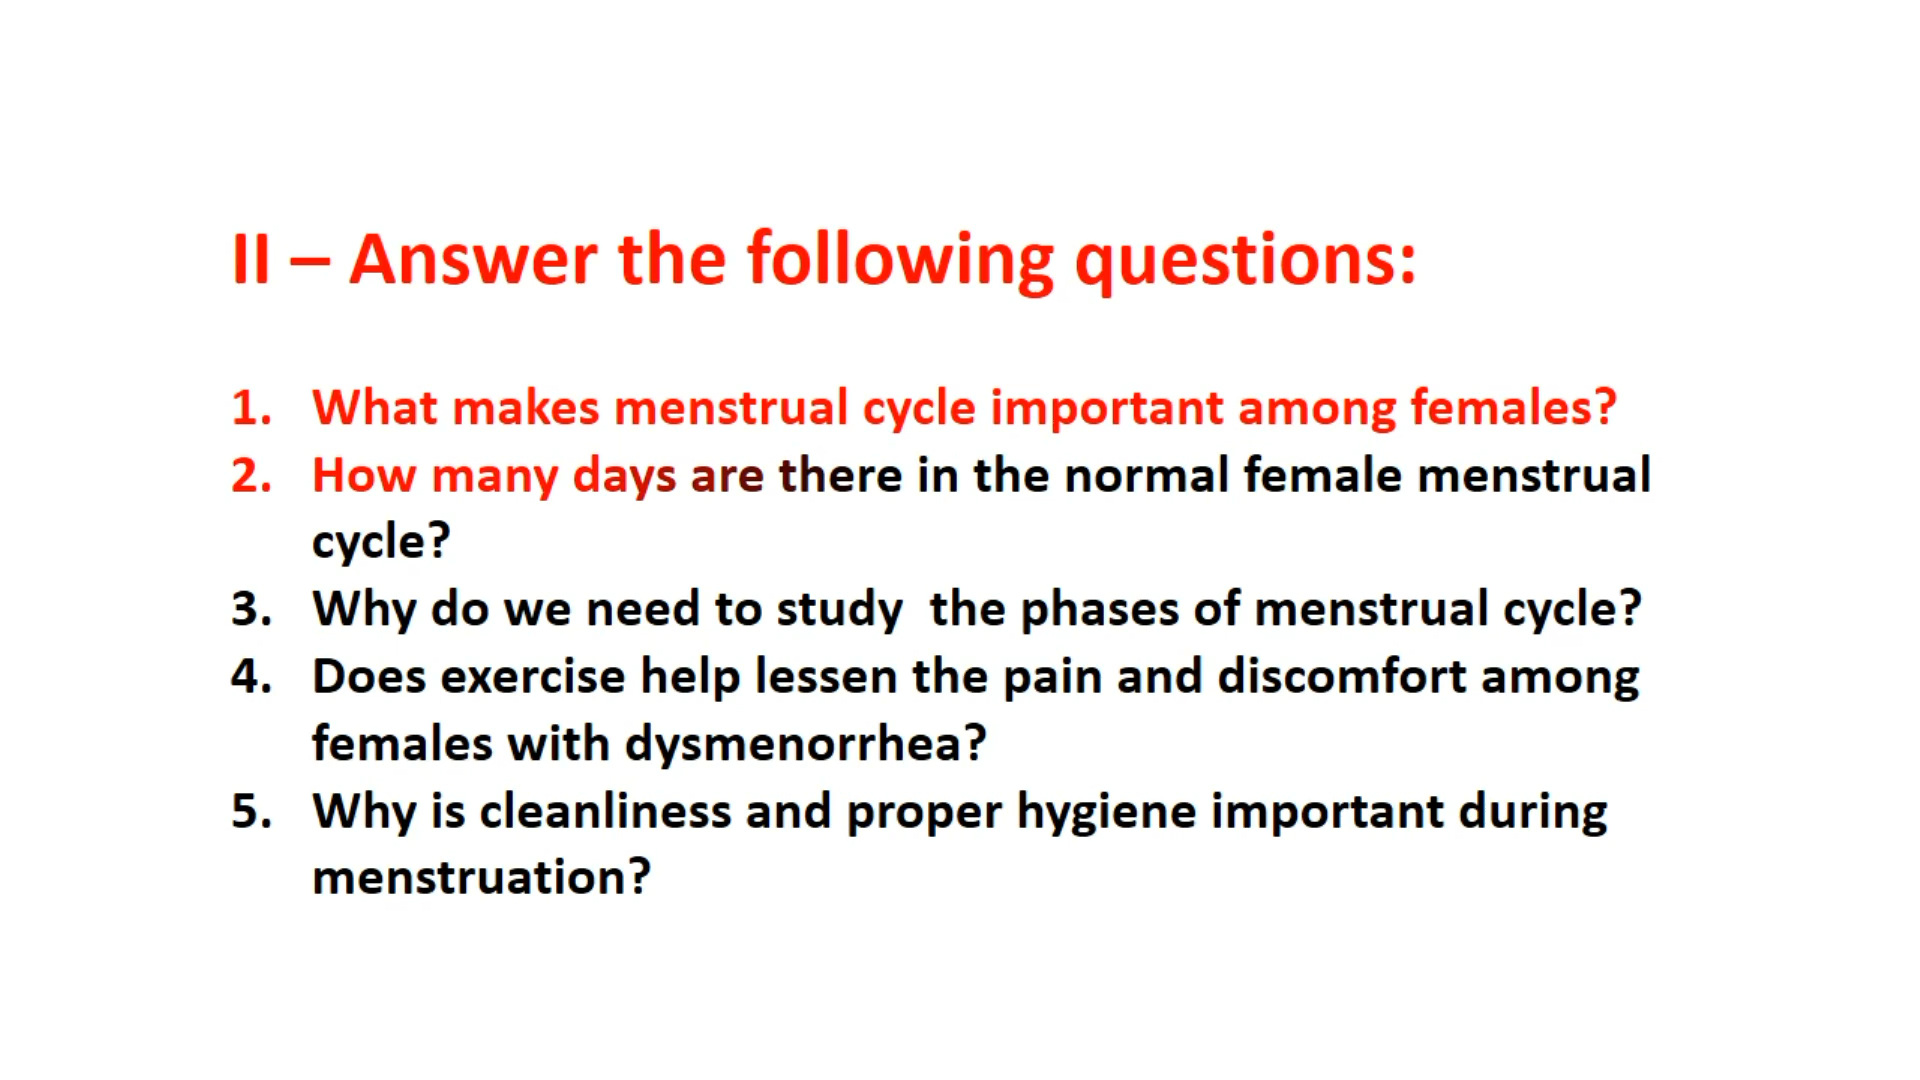 II – Answer the following questions:
1. What makes menstrual cycle important among females?
2. How many days are there in the normal female menstrual
cycle?
3. Why do we need to study  the phases of menstrual cycle?
4. Does exercise help lessen the pain and discomfort among
females with dysmenorrhea?
5. Why is cleanliness and proper hygiene important during
menstruation?